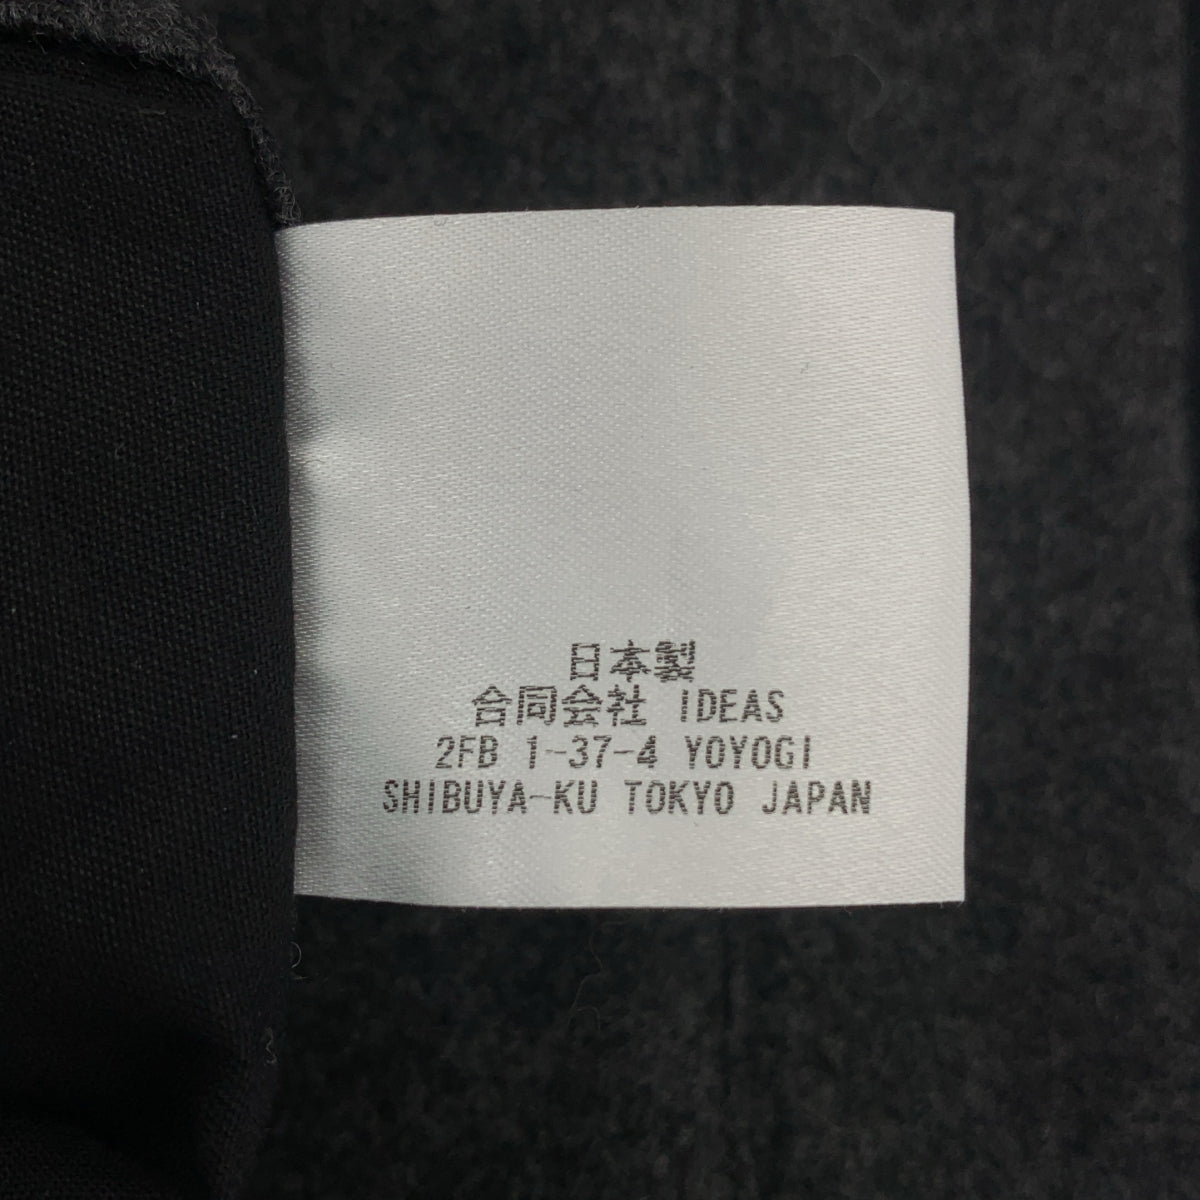 日本製
合同会社 IDEAS
2FB 1-37-4 YOYOGI
SHIBUYA-KU TOKYO JAPAN